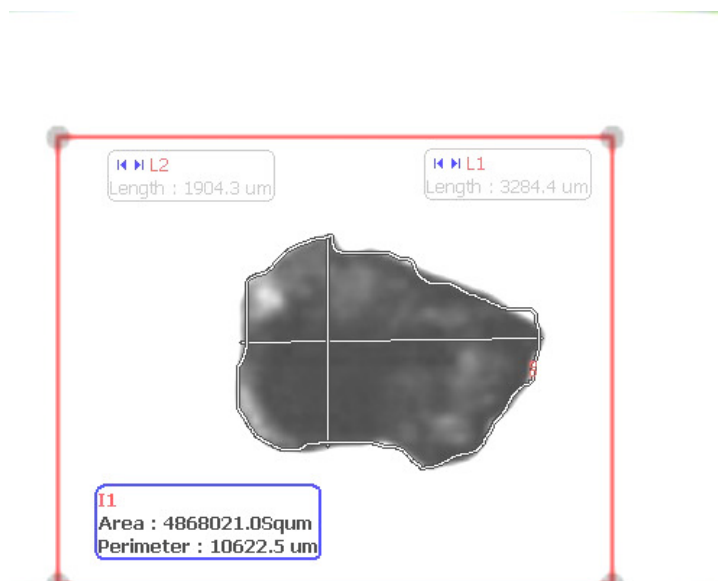 L2
Length : 1904.3 um
L1
Length : 3284.4 um
I1
Area : 4868021.0Squm
Perimeter : 10622.5 um